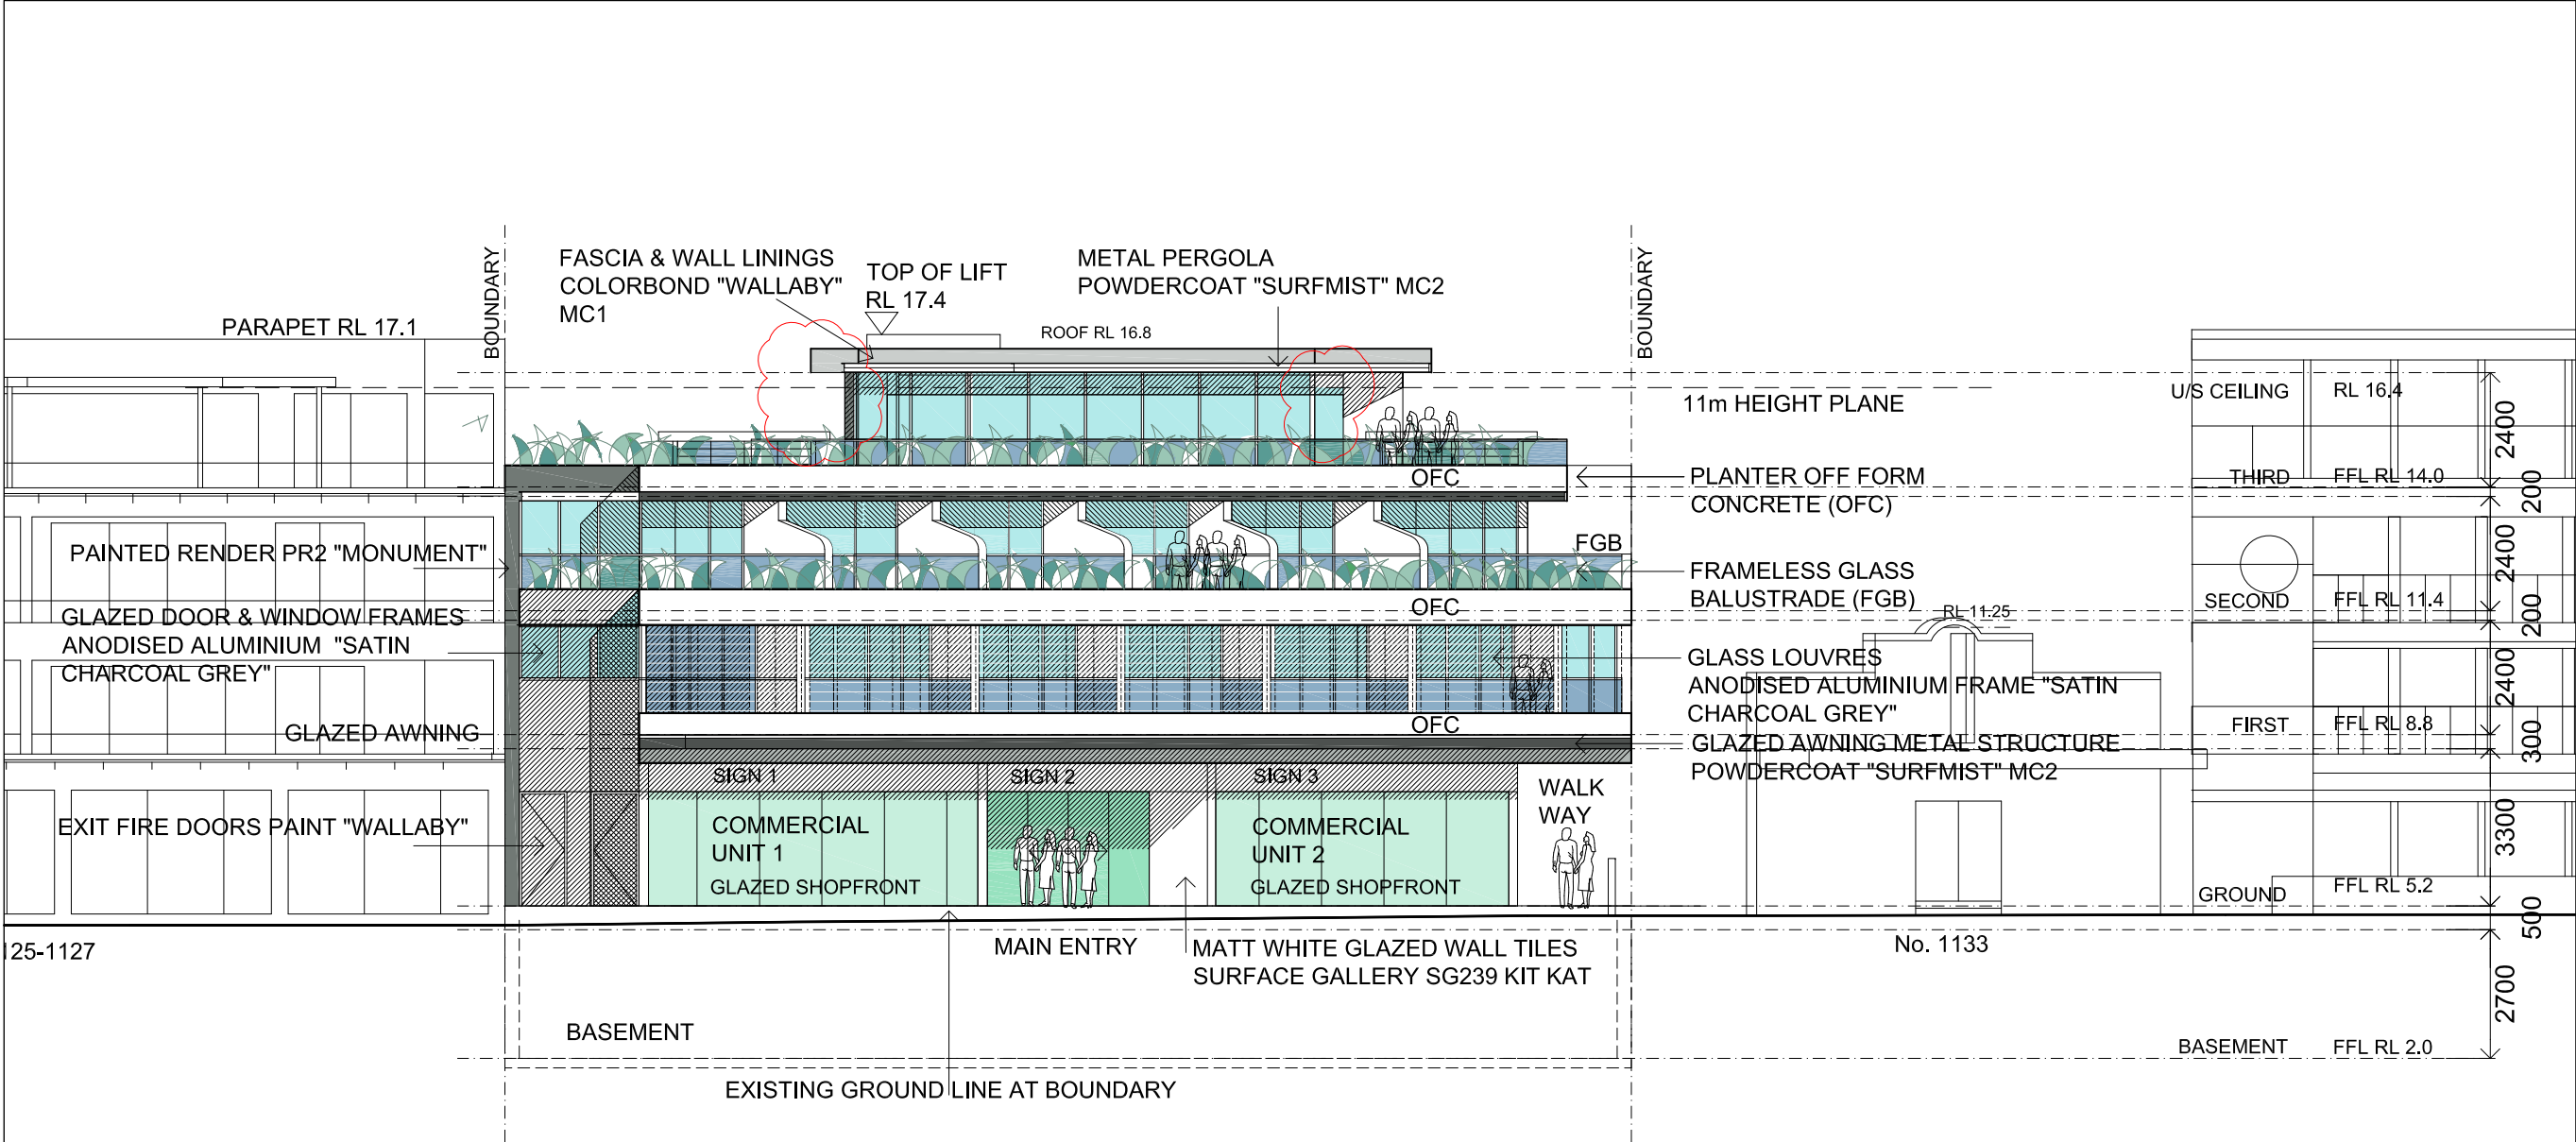 BOUNDARY
FASCIA & WALL LININGS
COLORBOND "WALLABY"
MC1
TOP OF LIFT
RL 17.4
METAL PERGOLA
POWDERCOAT "SURFMIST" MC2
BOUNDARY
PARAPET RL 17.1
ROOF RL 16.8
11m HEIGHT PLANE
U/S CEILING
RL 16.4
2400
OFC
PLANTER OFF FORM
CONCRETE (OFC)
THIRD
FFL RL 14.0
200
PAINTED RENDER PR2 "MONUMENT"
FGB
FRAMELESS GLASS
BALUSTRADE (FGB)
2400
GLAZED DOOR & WINDOW FRAMES
ANODISED ALUMINIUM "SATIN
CHARCOAL GREY"
OFC
RL 11.25
SECOND
FFL RL 11.4
200
GLASS LOUVRES
ANODISED ALUMINIUM FRAME "SATIN
CHARCOAL GREY"
2400
GLAZED AWNING
OFC
FIRST
FFL RL 8.8
300
GLAZED AWNING METAL STRUCTURE
POWDERCOAT "SURFMIST" MC2
SIGN 1
SIGN 2
SIGN 3
WALK
WAY
EXIT FIRE DOORS PAINT "WALLABY"
COMMERCIAL
UNIT 1
GLAZED SHOPFRONT
COMMERCIAL
UNIT 2
GLAZED SHOPFRONT
3300
GROUND
FFL RL 5.2
500
125-1127
MAIN ENTRY
MATT WHITE GLAZED WALL TILES
SURFACE GALLERY SG239 KIT KAT
No. 1133
2700
BASEMENT
BASEMENT
FFL RL 2.0
EXISTING GROUND LINE AT BOUNDARY